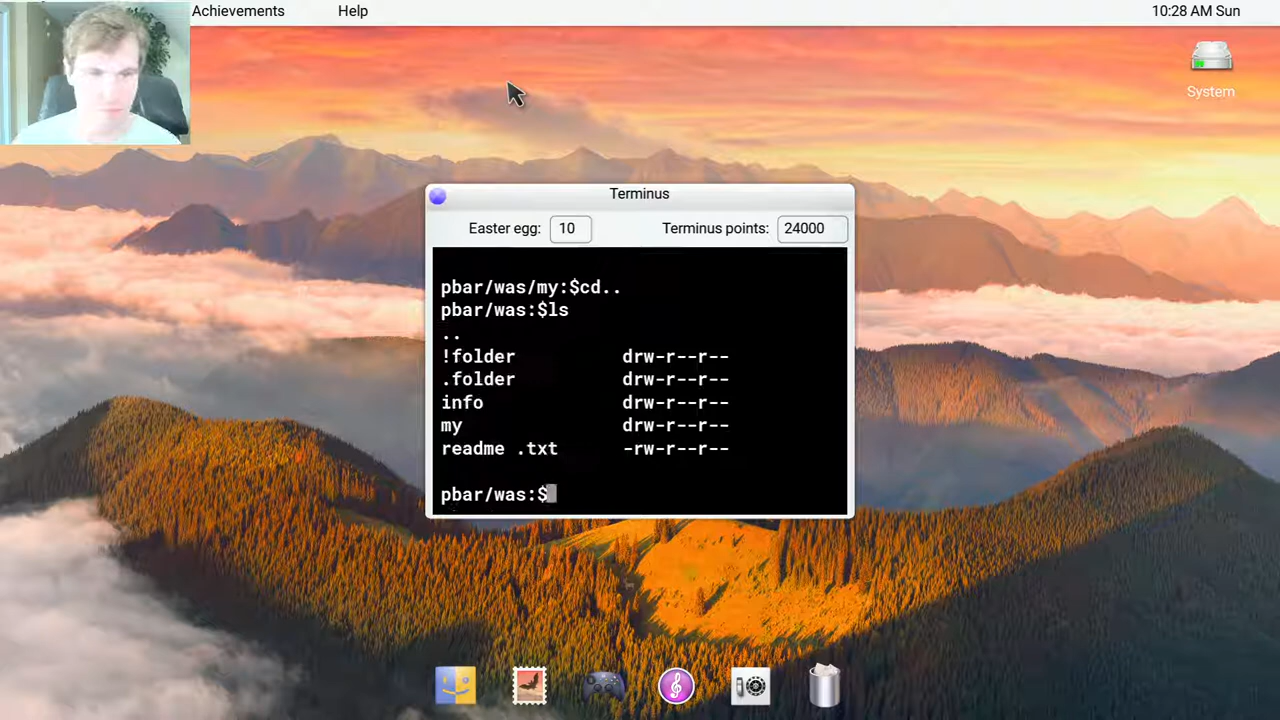 Achievements Help 10:28 AM Sun
System
Terminus
Easter egg: 10 Terminus points: 24000
pbar/was/my:$cd..
pbar/was:$ls
..
!folder drw-r--r--
.folder drw-r--r--
info drw-r--r--
my drw-r--r--
readme .txt -rw-r--r--
pbar/was:$